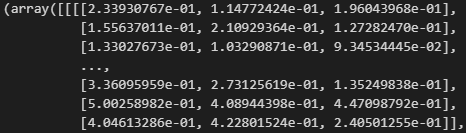 (array([[[[2.33930767e-01, 1.14772424e-01, 1.96043968e-01],
[1.55637011e-01, 2.10929364e-01, 1.27282470e-01],
[1.33027673e-01, 1.03290871e-01, 9.34534445e-02],
...,
[3.36095959e-01, 2.73125619e-01, 1.35249838e-01],
[5.00258982e-01, 4.08944398e-01, 4.47098792e-01],
[4.04613286e-01, 4.22801524e-01, 2.40501255e-01]],